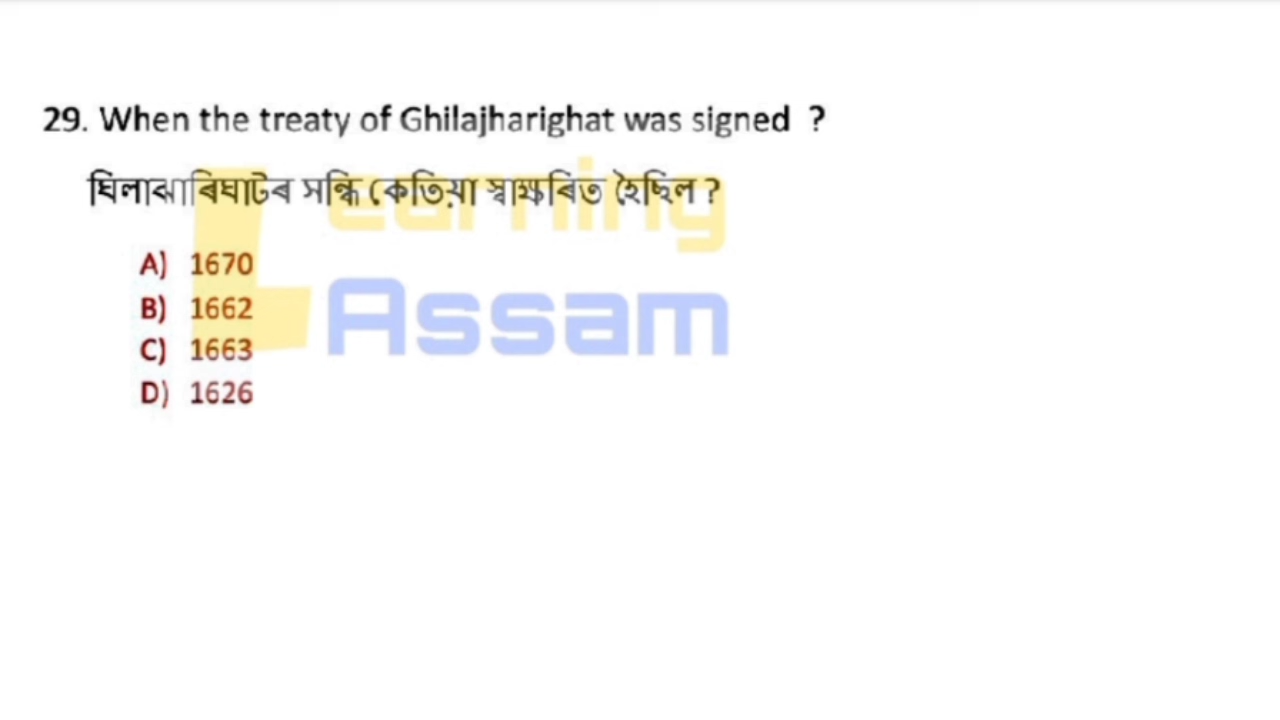 29. When the treaty of Ghilajharighat was signed ?
ঘিলাঝাৰিঘাটৰ সন্ধি কেতিয়া স্বাক্ষৰিত হৈছিল ?
Learning
Assam
A) 1670
B) 1662
C) 1663
D) 1626